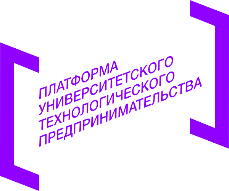 ПЛАТФОРМА
УНИВЕРСИТЕТСКОГО
ТЕХНОЛОГИЧЕСКОГО
ПРЕДПРИНИМАТЕЛЬСТВА